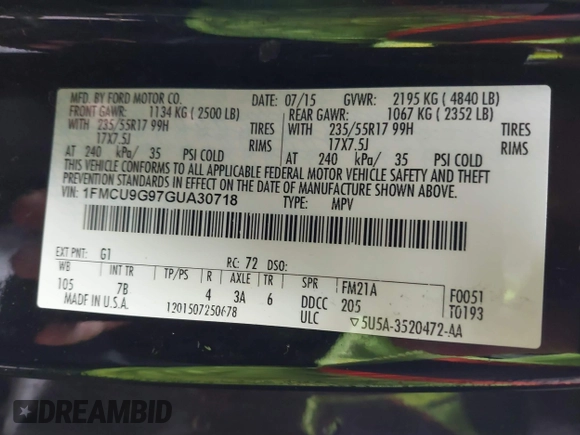 MFD. BY FORD MOTOR CO. DATE: 07/15 GVWR: 2195 KG ( 4840 LB)
FRONT GAWR: 1134 KG ( 2500 LB) REAR GAWR: 1067 KG ( 2352 LB)
WITH 235/55R17 99H TIRES WITH 235/55R17 99H TIRES
17X7.5J RIMS 17X7.5J RIMS
AT 240 kPa/ 35 PSI COLD AT 240 kPa/ 35 PSI COLD
THIS VEHICLE CONFORMS TO ALL APPLICABLE FEDERAL MOTOR VEHICLE SAFETY AND THEFT
PREVENTION STANDARDS IN EFFECT ON THE DATE OF MANUFACTURE SHOWN ABOVE.
VIN: 1FMCU9G97GUA30718 TYPE: MPV
EXT PNT: G1 RC: 72 DSO:
WB INT TR TP/PS R AXLE TR SPR FM21A F0051
105 7B 4 3A 6 DDCC 205 T0193
MADE IN U.S.A. 1201507250678 ULC ▽5U5A-3520472-AA
DREAMBID